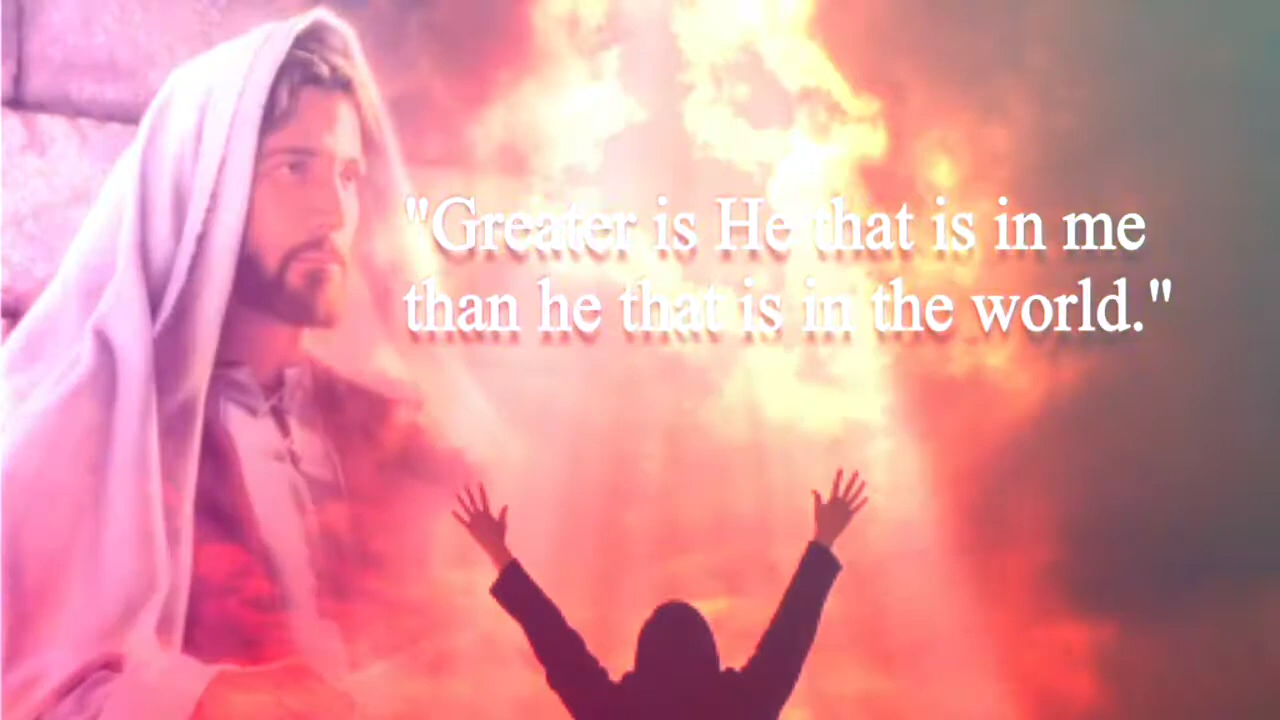 "Greater is He that is in me
than he that is in the world."